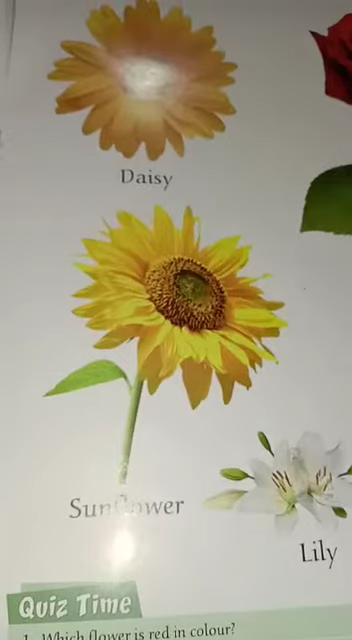 Daisy
Sunflower
Lily
Quiz Time
1. Which flower is red in colour?